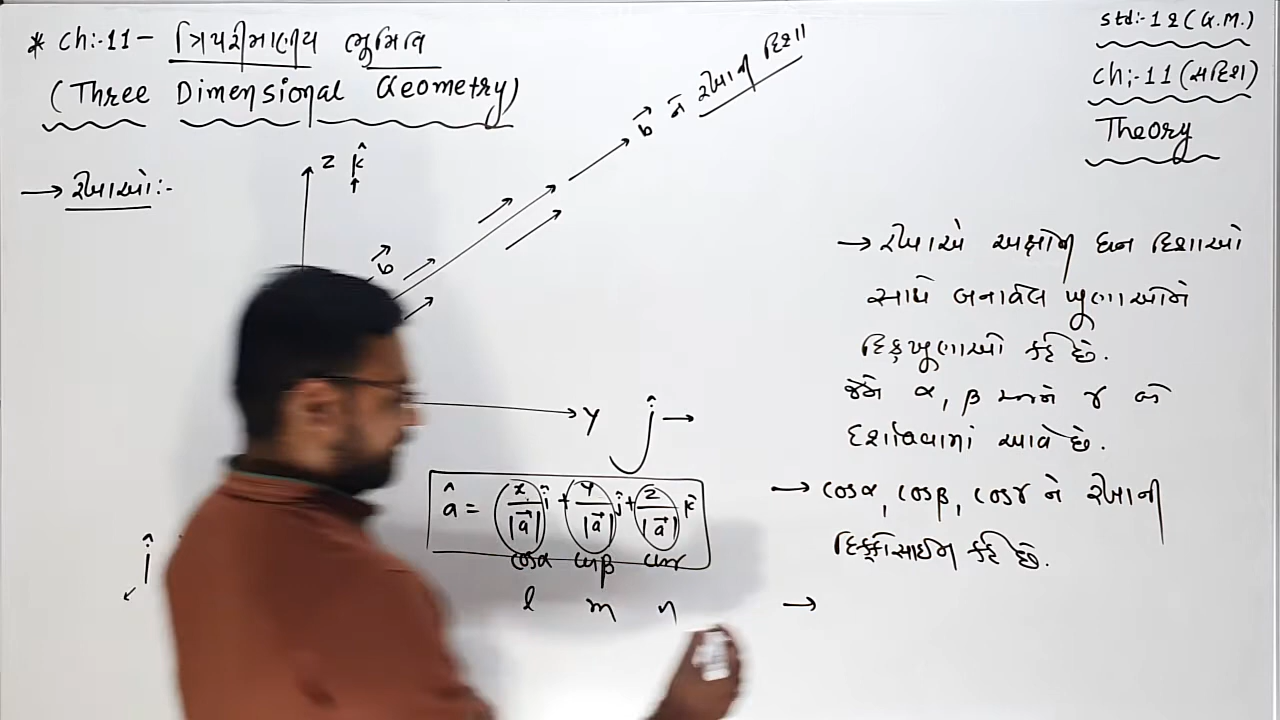 * Ch:-11 - ત્રિપરીમાણીય ભૂમિતિ
(Three Dimensional Geometry)
→ રેખાઓ:-
z k̂
b⃗ ને રેખાની દિશા
b⃗
y ĵ →
â = (x/|a⃗|) î + (y/|a⃗|) ĵ + (z/|a⃗|) k̂
cosα cosβ cosγ
l m n
î
std:-12 (G.M.)
Ch:-11 (સદિશ)
Theory
→ રેખાએ અક્ષોની ધન દિશાઓ
સાથે બનાવેલ ખૂણાઓને
દિક્ખૂણાઓ કહે છે.
જેને α, β અને γ વડે
દર્શાવવામાં આવે છે.
→ cosα, cosβ, cosγ ને રેખાની
દિક્કોસાઈન કહે છે.
→